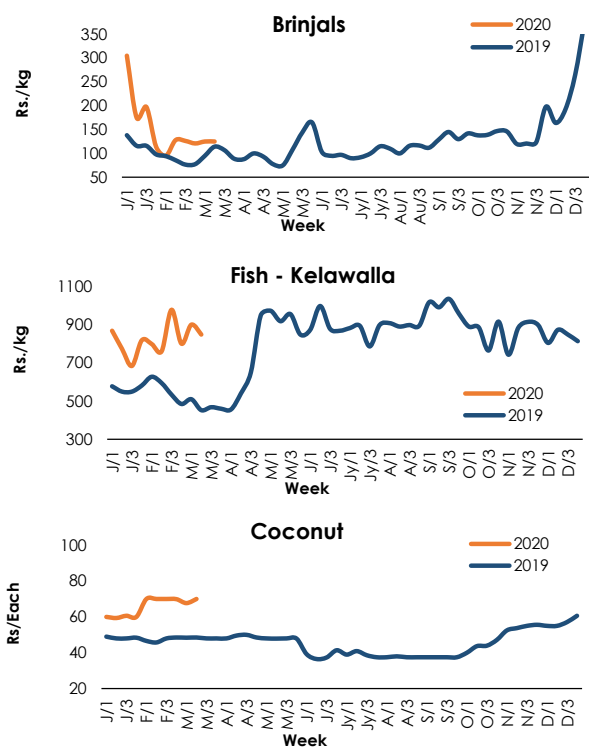 Brinjals
2020
2019
Rs./kg
350
300
250
200
150
100
50
J/1 J/3 F/1 F/3 M/1 M/3 A/1 A/3 M/1 M/3 J/1 J/3 Jy/1 Jy/3 Au/1 Au/3 S/1 S/3 O/1 O/3 N/1 N/3 D/1 D/3
Week
Fish - Kelawalla
Rs./kg
1100
900
700
500
300
2020
2019
J/1 J/3 F/1 F/3 M/1 M/3 A/1 A/3 M/1 M/3 J/1 J/3 Jy/1 Jy/3 A/1 A/3 S/1 S/3 O/1 O/3 N/1 N/3 D/1 D/3
Week
Coconut
2020
2019
Rs/Each
100
80
60
40
20
J/1 J/3 F/1 F/3 M/1 M/3 A/1 A/3 M/1 M/3 J/1 J/3 Jy/1 Jy/3 A/1 A/3 S/1 S/3 O/1 O/3 N/1 N/3 D/1 D/3
Week